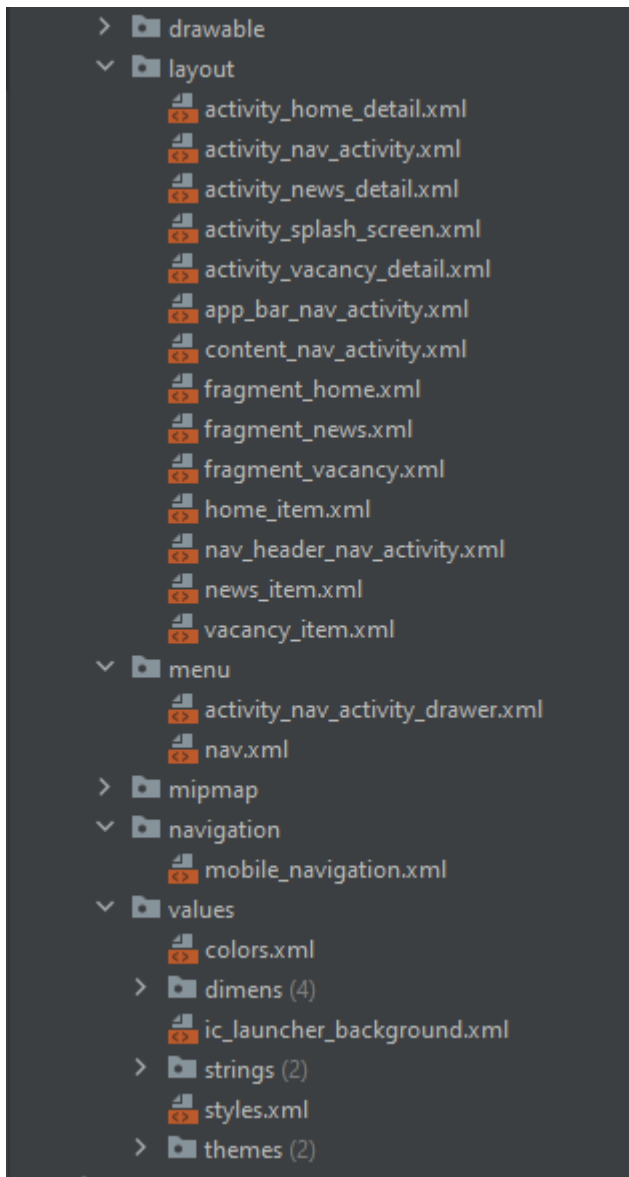 drawable
layout
activity_home_detail.xml
activity_nav_activity.xml
activity_news_detail.xml
activity_splash_screen.xml
activity_vacancy_detail.xml
app_bar_nav_activity.xml
content_nav_activity.xml
fragment_home.xml
fragment_news.xml
fragment_vacancy.xml
home_item.xml
nav_header_nav_activity.xml
news_item.xml
vacancy_item.xml
menu
activity_nav_activity_drawer.xml
nav.xml
mipmap
navigation
mobile_navigation.xml
values
colors.xml
dimens (4)
ic_launcher_background.xml
strings (2)
styles.xml
themes (2)